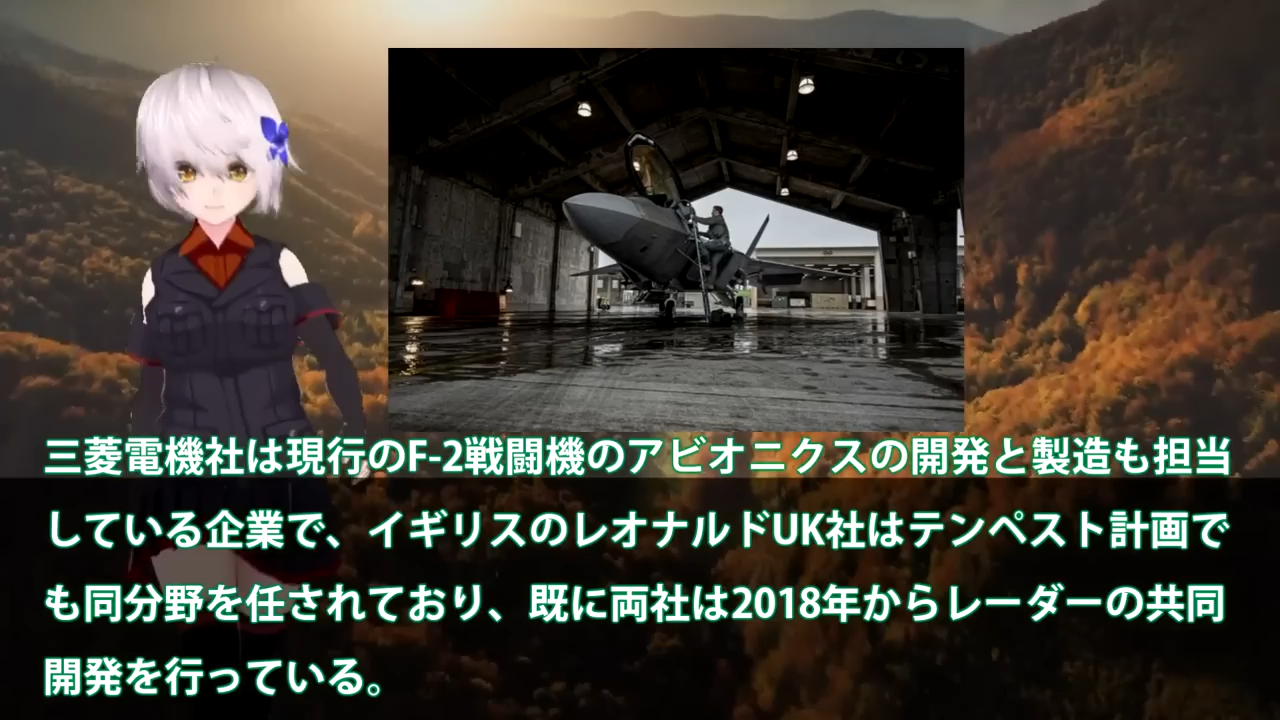 三菱電機社は現行のF-2戦闘機のアビオニクスの開発と製造も担当
している企業で、イギリスのレオナルドUK社はテンペスト計画で
も同分野を任されており、既に両社は2018年からレーダーの共同
開発を行っている。